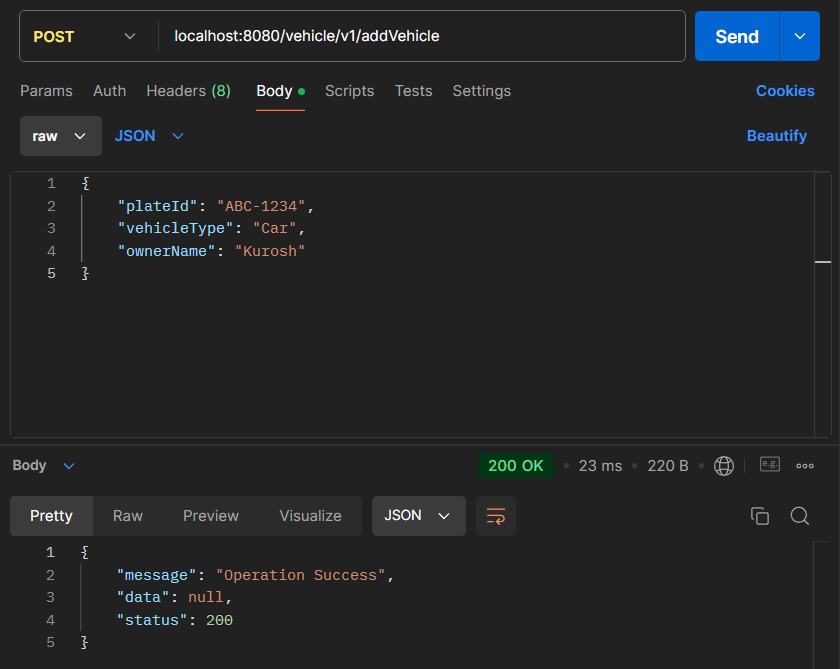 POST localhost:8080/vehicle/v1/addVehicle Send
Params Auth Headers (8) Body Scripts Tests Settings Cookies
raw JSON Beautify
1 {
2 "plateId": "ABC-1234",
3 "vehicleType": "Car",
4 "ownerName": "Kurosh"
5 }
Body 200 OK • 23 ms • 220 B • e.g.
Pretty Raw Preview Visualize JSON
1 {
2 "message": "Operation Success",
3 "data": null,
4 "status": 200
5 }